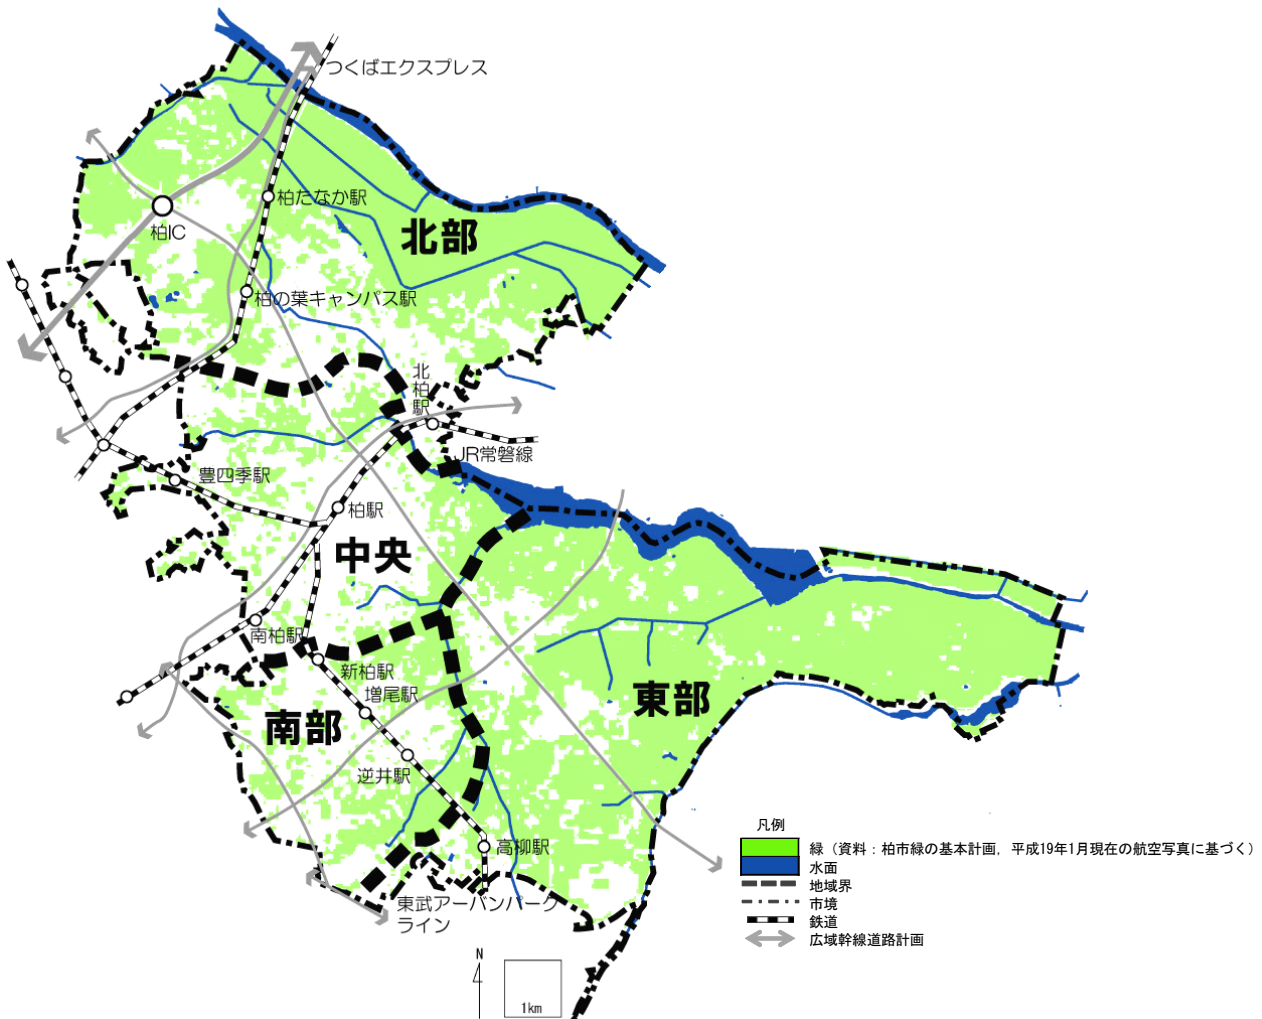 つくばエクスプレス
柏たなか駅
北部
柏IC
柏の葉キャンパス駅
北柏駅
JR常磐線
豊四季駅
柏駅
中央
南柏駅
新柏駅
増尾駅
東部
南部
逆井駅
高柳駅
東武アーバンパーク
ライン
凡例
緑（資料：柏市緑の基本計画，平成19年1月現在の航空写真に基づく）
水面
地域界
市境
鉄道
広域幹線道路計画
N
1km